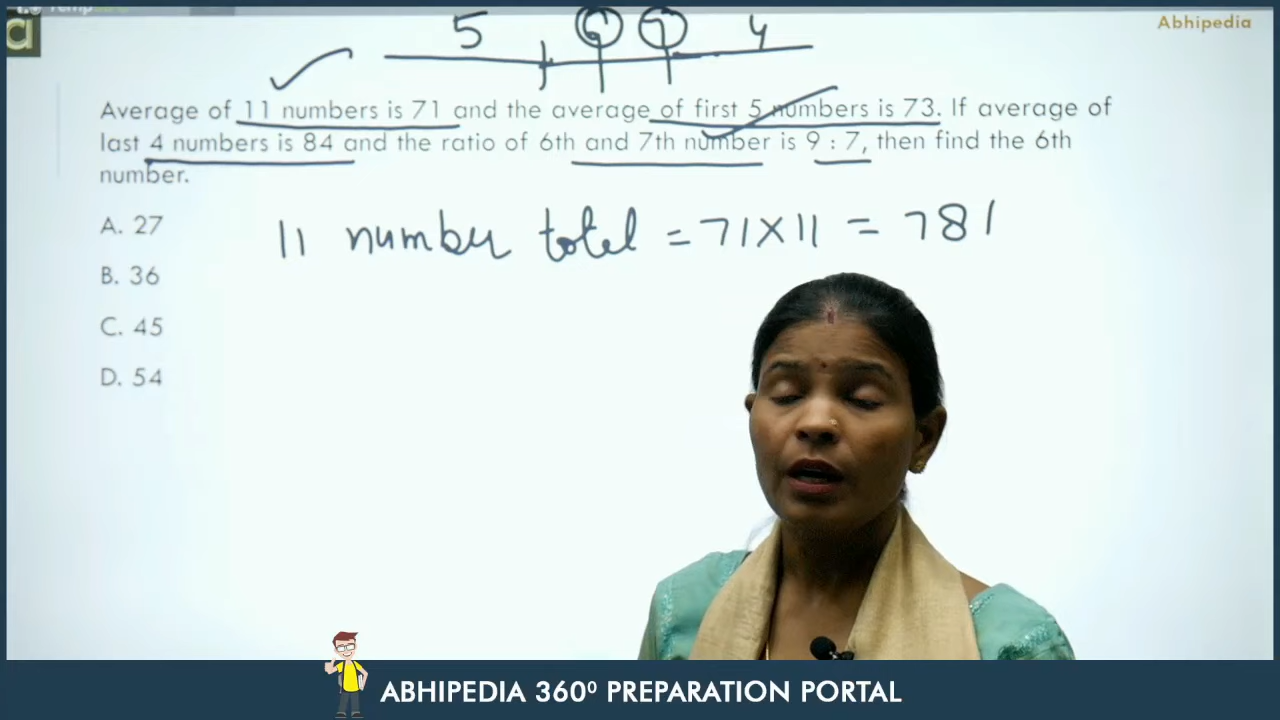 Abhipedia
a
5 6 7 4
Average of 11 numbers is 71 and the average of first 5 numbers is 73. If average of
last 4 numbers is 84 and the ratio of 6th and 7th number is 9 : 7, then find the 6th
number.
A. 27
11 number total = 71 × 11 = 781
B. 36
C. 45
D. 54
ABHIPEDIA 360⁰ PREPARATION PORTAL